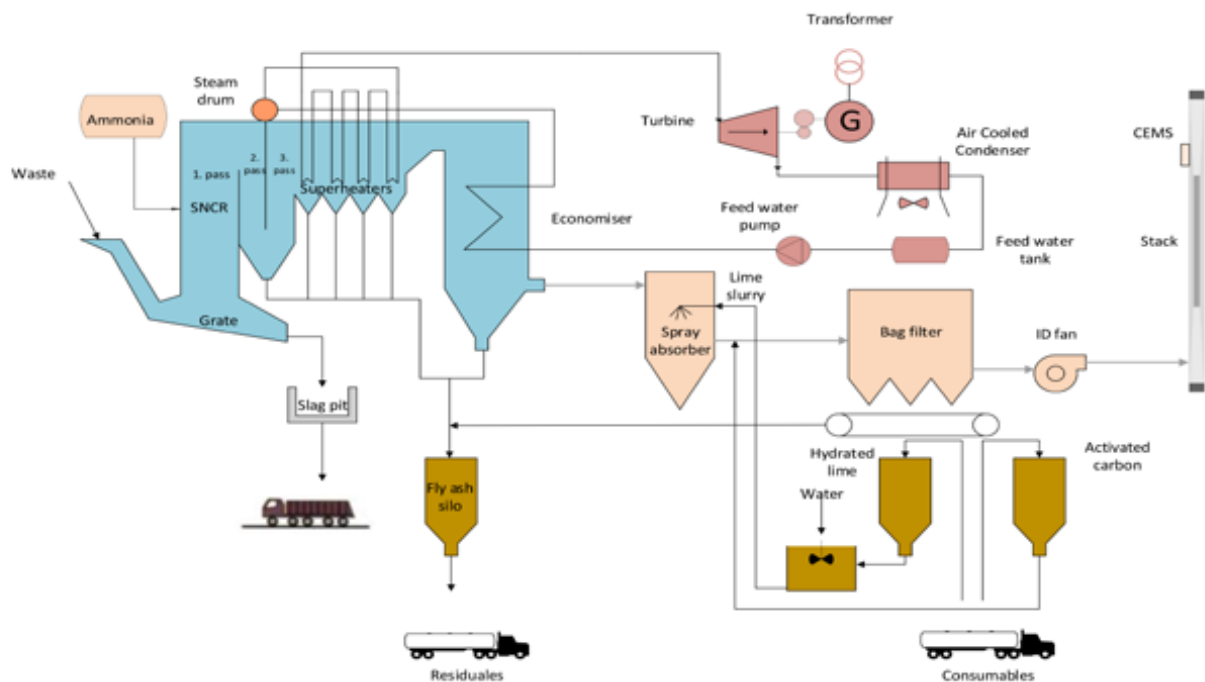 Transformer
Steam
drum
Ammonia
Turbine
G
Air Cooled
Condenser
CEMS
Waste
1. pass
2.
pass
3.
pass
Superheaters
SNCR
Economiser
Feed water
pump
Feed water
tank
Stack
Lime
slurry
Grate
Spray
absorber
Bag filter
ID fan
Slag pit
Hydrated
lime
Activated
carbon
Water
Fly ash
silo
Residuales
Consumables